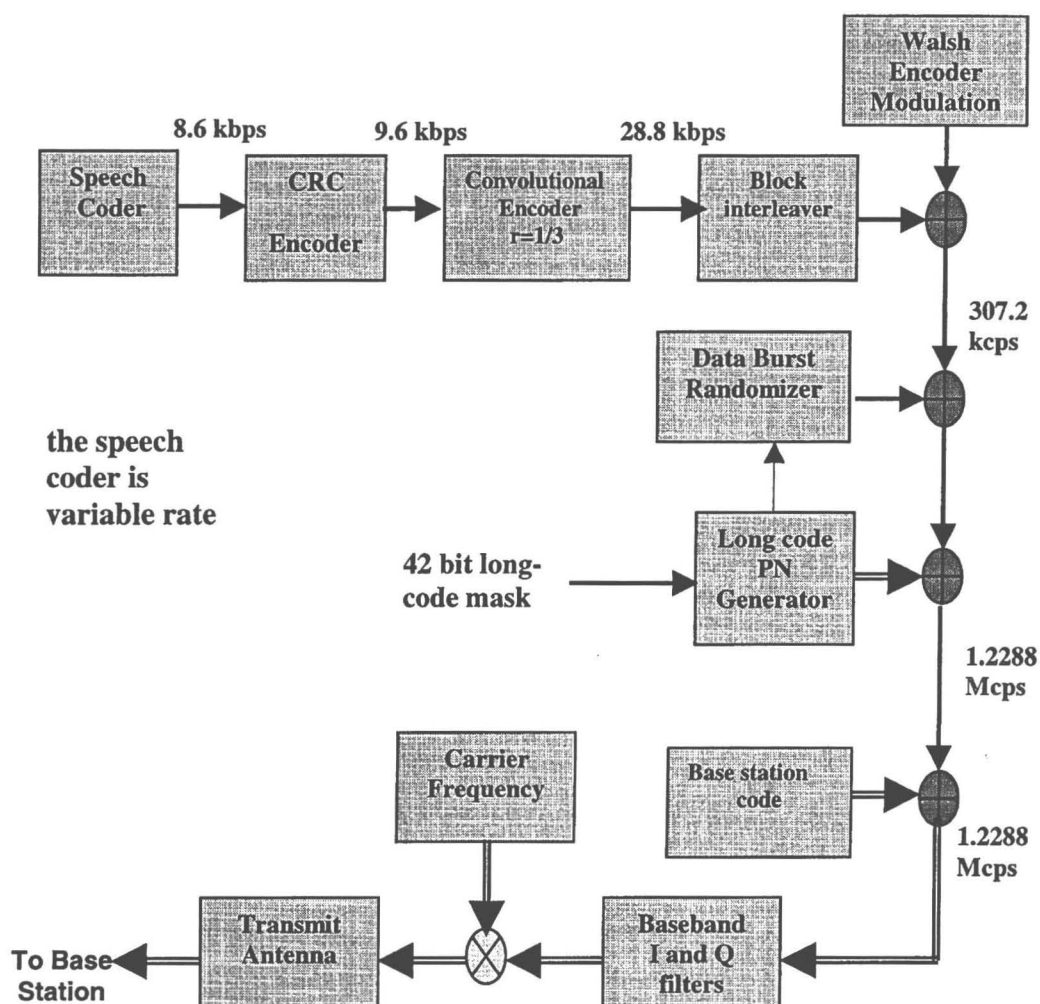 Walsh
Encoder
Modulation
8.6 kbps
9.6 kbps
28.8 kbps
Speech
Coder
CRC
Encoder
Convolutional
Encoder
r=1/3
Block
interleaver
307.2
kcps
Data Burst
Randomizer
the speech
coder is
variable rate
42 bit long-
code mask
Long code
PN
Generator
1.2288
Mcps
Carrier
Frequency
Base station
code
1.2288
Mcps
Transmit
Antenna
Baseband
I and Q
filters
To Base
Station